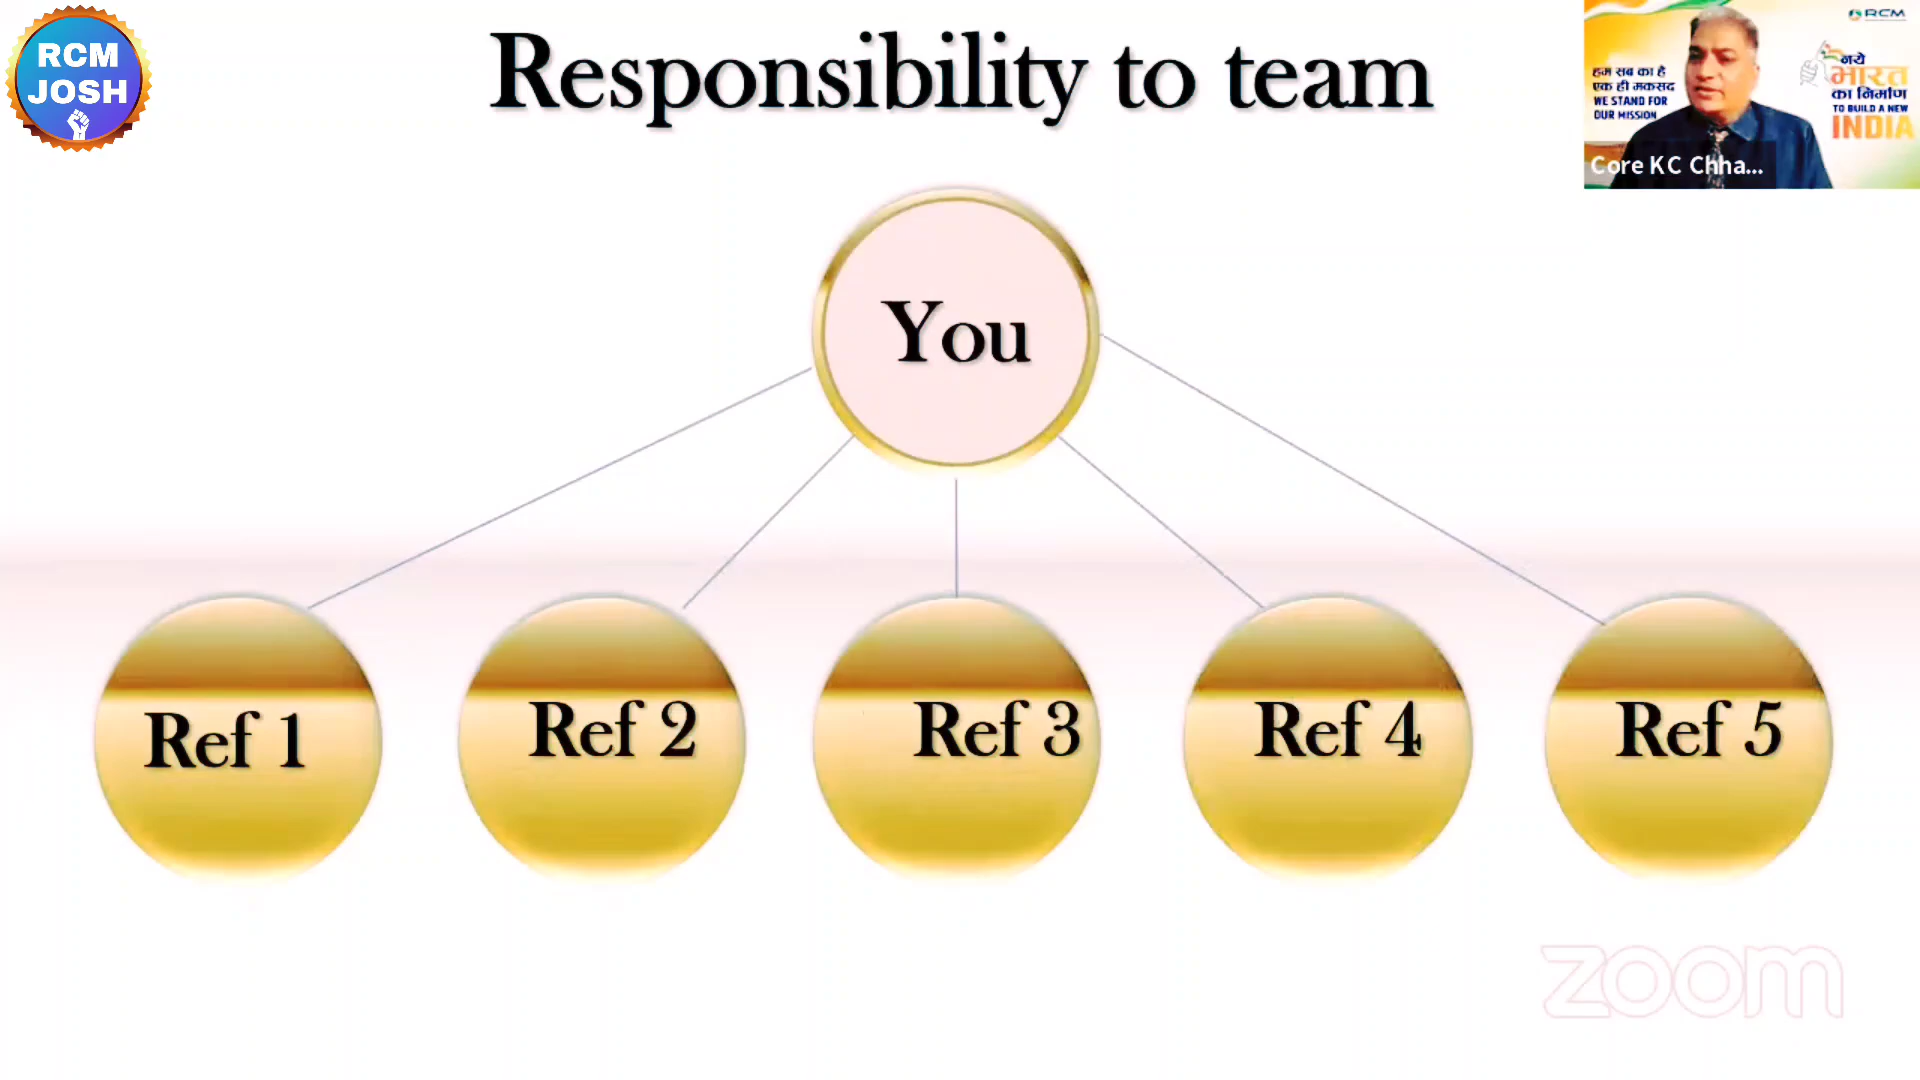 RCM
JOSH
Responsibility to team
RCM
हम सब का है
एक ही मकसद
WE STAND FOR
OUR MISSION
नये
भारत
का निर्माण
TO BUILD A NEW
INDIA
Core KC Chha...
You
Ref 1
Ref 2
Ref 3
Ref 4
Ref 5
zoom